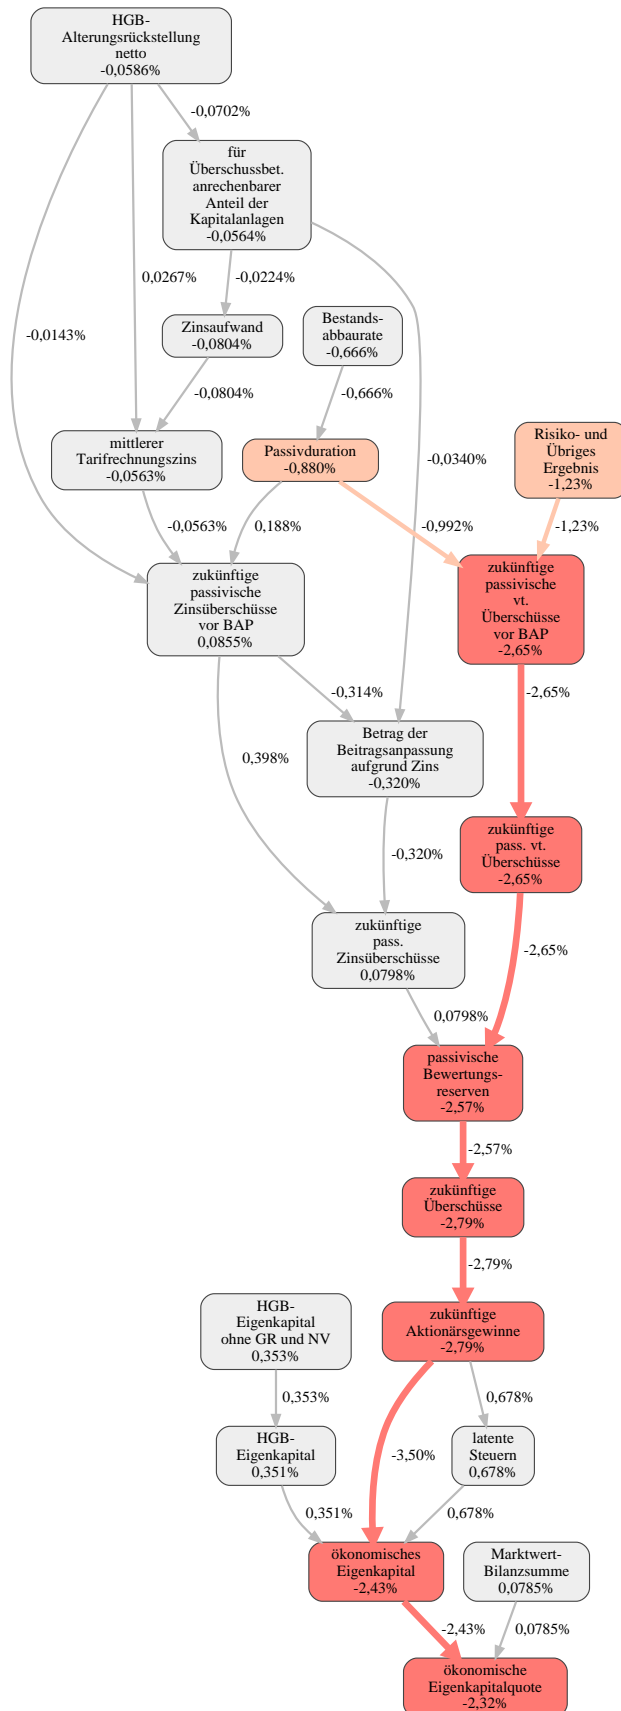 HGB-
Alterungsrückstellung
netto
-0,0586%
-0,0702%
für
Überschussbet.
anrechenbarer
Anteil der
Kapitalanlagen
-0,0564%
0,0267%
-0,0224%
-0,0143%
Zinsaufwand
-0,0804%
Bestands-
abbaurate
-0,666%
-0,0804%
-0,666%
mittlerer
Tarifrechnungszins
-0,0563%
Passivduration
-0,880%
-0,0340%
Risiko- und
Übriges
Ergebnis
-1,23%
-0,0563%
0,188%
-0,992%
-1,23%
zukünftige
passivische
Zinsüberschüsse
vor BAP
0,0855%
zukünftige
passivische
vt.
Überschüsse
vor BAP
-2,65%
-0,314%
-2,65%
0,398%
Betrag der
Beitragsanpassung
aufgrund Zins
-0,320%
-0,320%
zukünftige
pass. vt.
Überschüsse
-2,65%
zukünftige
pass.
Zinsüberschüsse
0,0798%
-2,65%
0,0798%
passivische
Bewertungs-
reserven
-2,57%
-2,57%
zukünftige
Überschüsse
-2,79%
-2,79%
HGB-
Eigenkapital
ohne GR und NV
0,353%
zukünftige
Aktionärsgewinne
-2,79%
0,353%
0,678%
HGB-
Eigenkapital
0,351%
-3,50%
latente
Steuern
0,678%
0,351%
0,678%
ökonomisches
Eigenkapital
-2,43%
Marktwert-
Bilanzsumme
0,0785%
-2,43%
0,0785%
ökonomische
Eigenkapitalquote
-2,32%